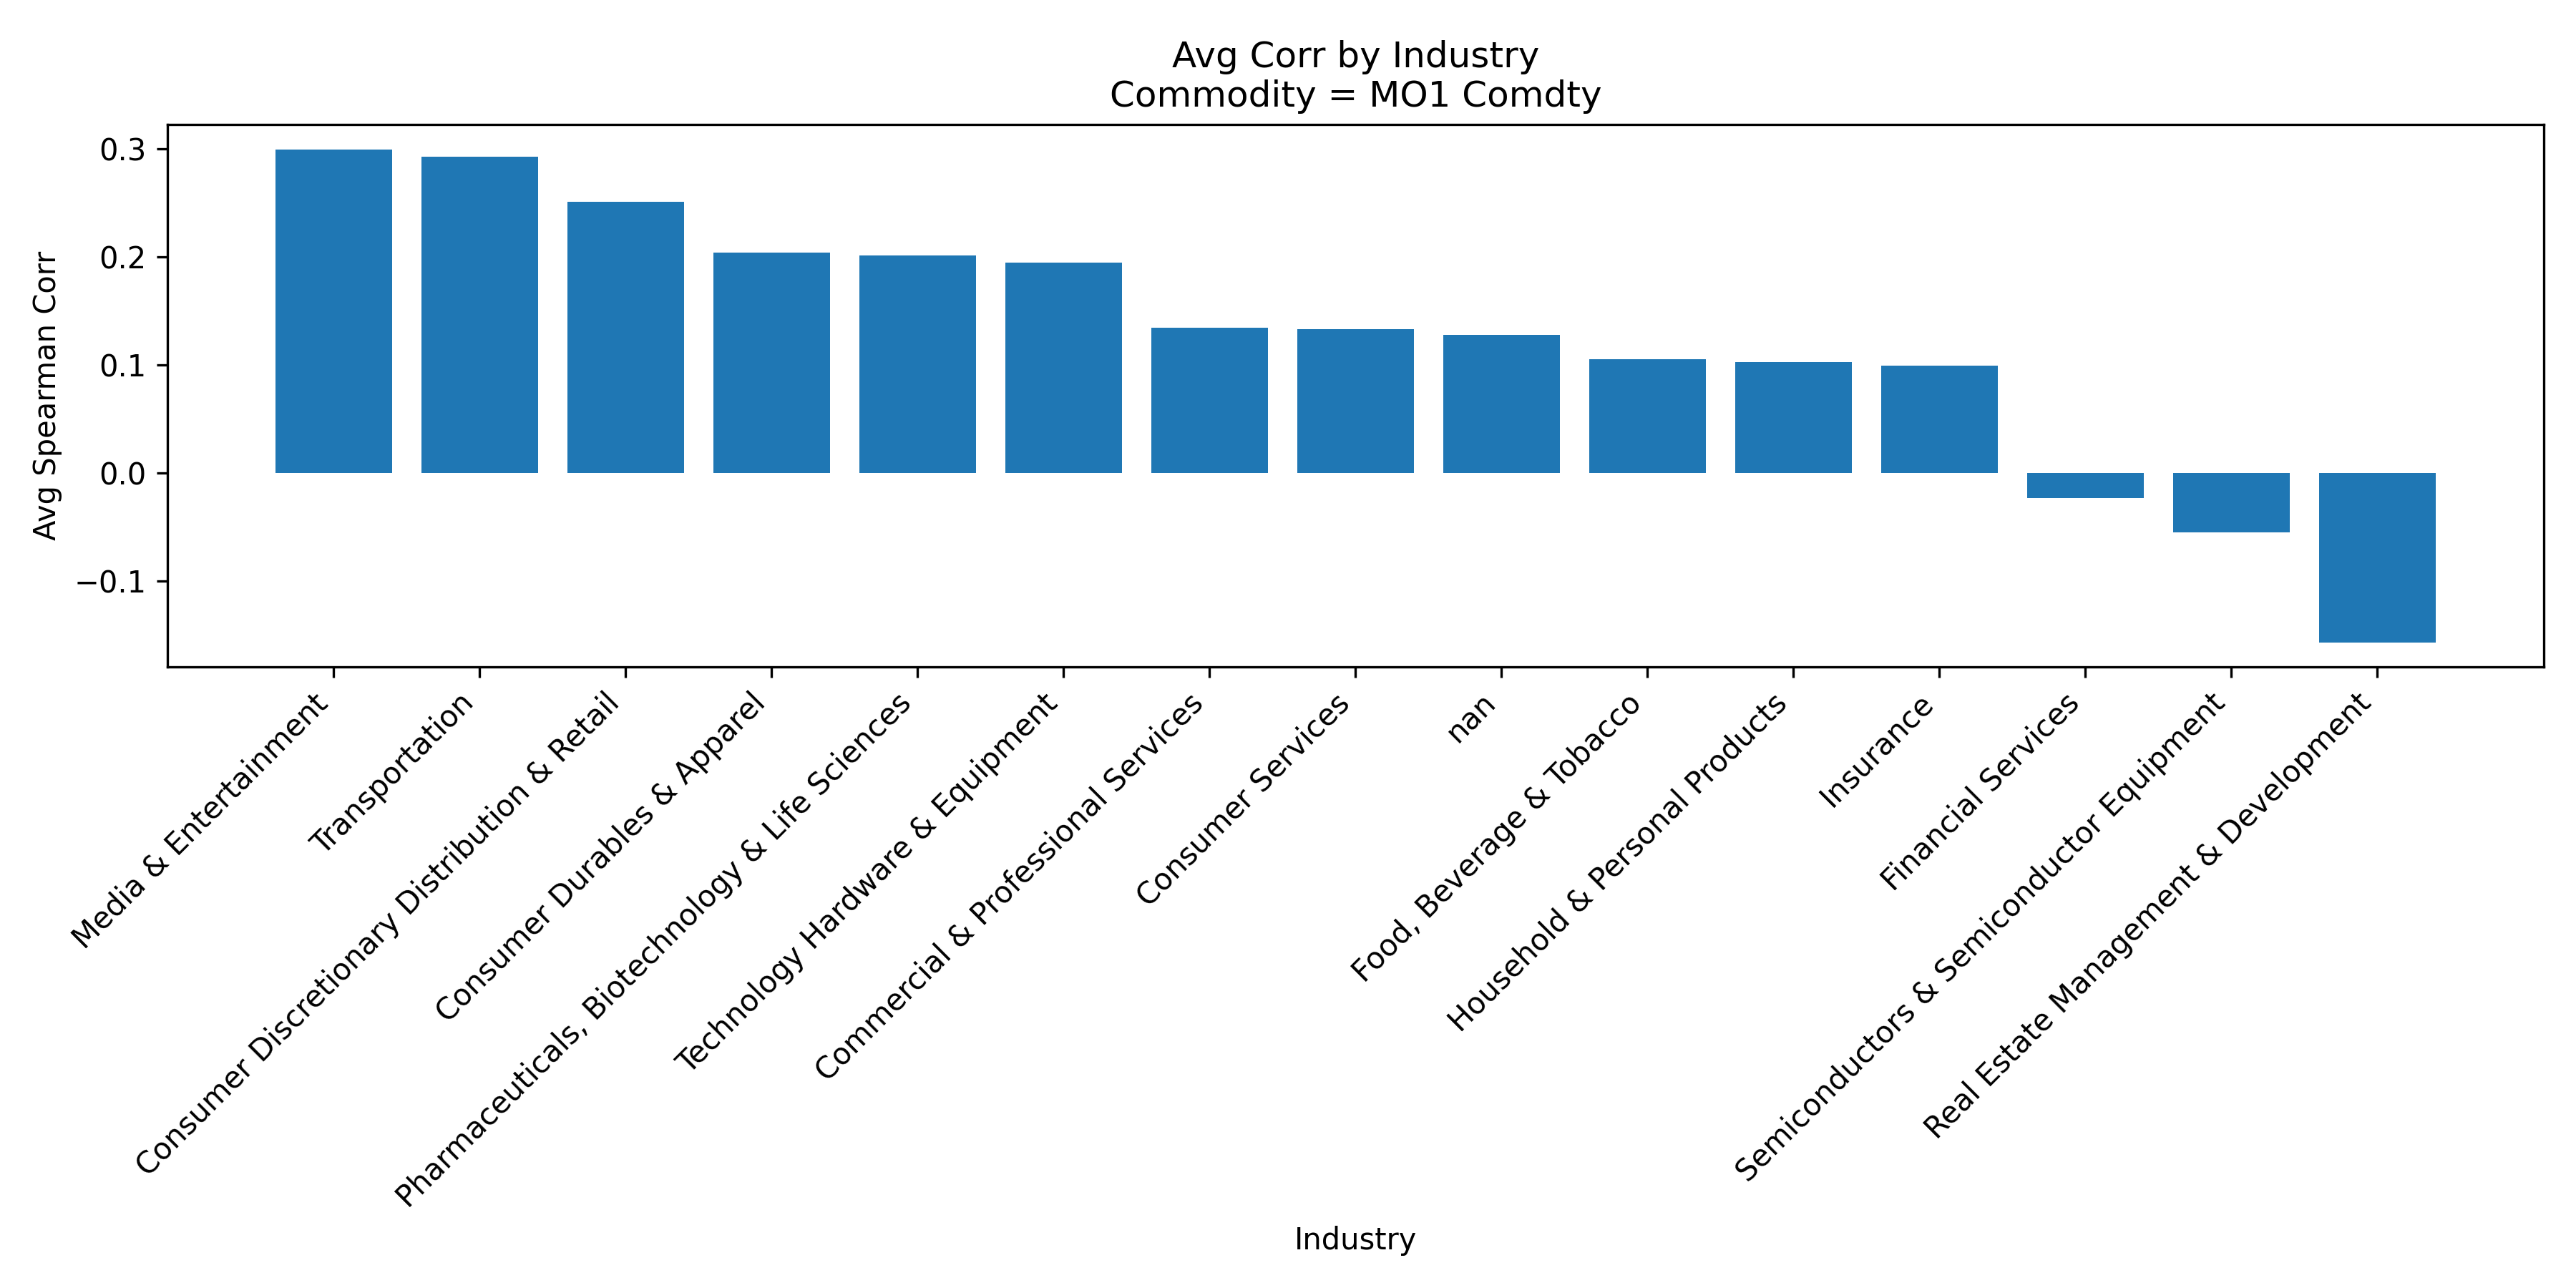 Avg Corr by Industry
Commodity = MO1 Comdty
Avg Spearman Corr
0.3
0.2
0.1
0.0
−0.1
Media & Entertainment
Transportation
Consumer Discretionary Distribution & Retail
Consumer Durables & Apparel
Pharmaceuticals, Biotechnology & Life Sciences
Technology Hardware & Equipment
Commercial & Professional Services
Consumer Services
nan
Food, Beverage & Tobacco
Household & Personal Products
Insurance
Financial Services
Semiconductors & Semiconductor Equipment
Real Estate Management & Development
Industry